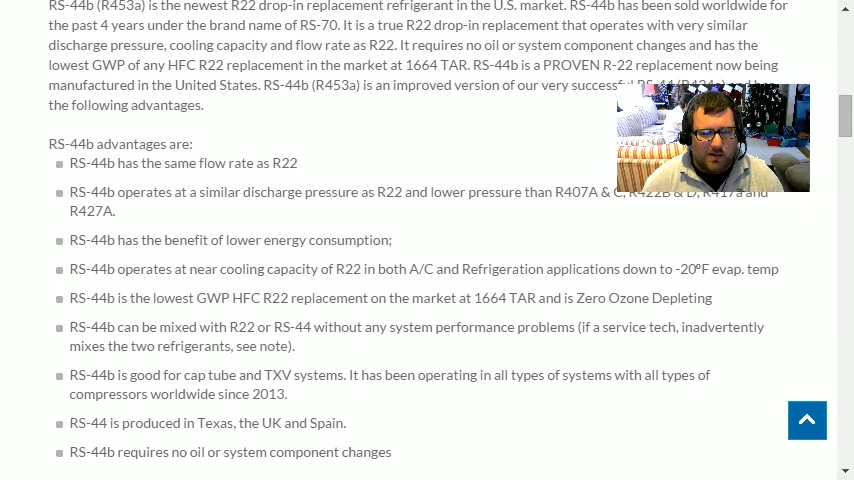 RS-44b (R453a) is the newest R22 drop-in replacement refrigerant in the U.S. market. RS-44b has been sold worldwide for
the past 4 years under the brand name of RS-70. It is a true R22 drop-in replacement that operates with very similar
discharge pressure, cooling capacity and flow rate as R22. It requires no oil or system component changes and has the
lowest GWP of any HFC R22 replacement in the market at 1664 TAR. RS-44b is a PROVEN R-22 replacement now being
manufactured in the United States. RS-44b (R453a) is an improved version of our very successful
the following advantages.
RS-44b advantages are:
RS-44b has the same flow rate as R22
RS-44b operates at a similar discharge pressure as R22 and lower pressure than R407A & C, R422B & D, R417a and
R427A.
RS-44b has the benefit of lower energy consumption;
RS-44b operates at near cooling capacity of R22 in both A/C and Refrigeration applications down to -20ºF evap. temp
RS-44b is the lowest GWP HFC R22 replacement on the market at 1664 TAR and is Zero Ozone Depleting
RS-44b can be mixed with R22 or RS-44 without any system performance problems (if a service tech, inadvertently
mixes the two refrigerants, see note).
RS-44b is good for cap tube and TXV systems. It has been operating in all types of systems with all types of
compressors worldwide since 2013.
RS-44 is produced in Texas, the UK and Spain.
RS-44b requires no oil or system component changes